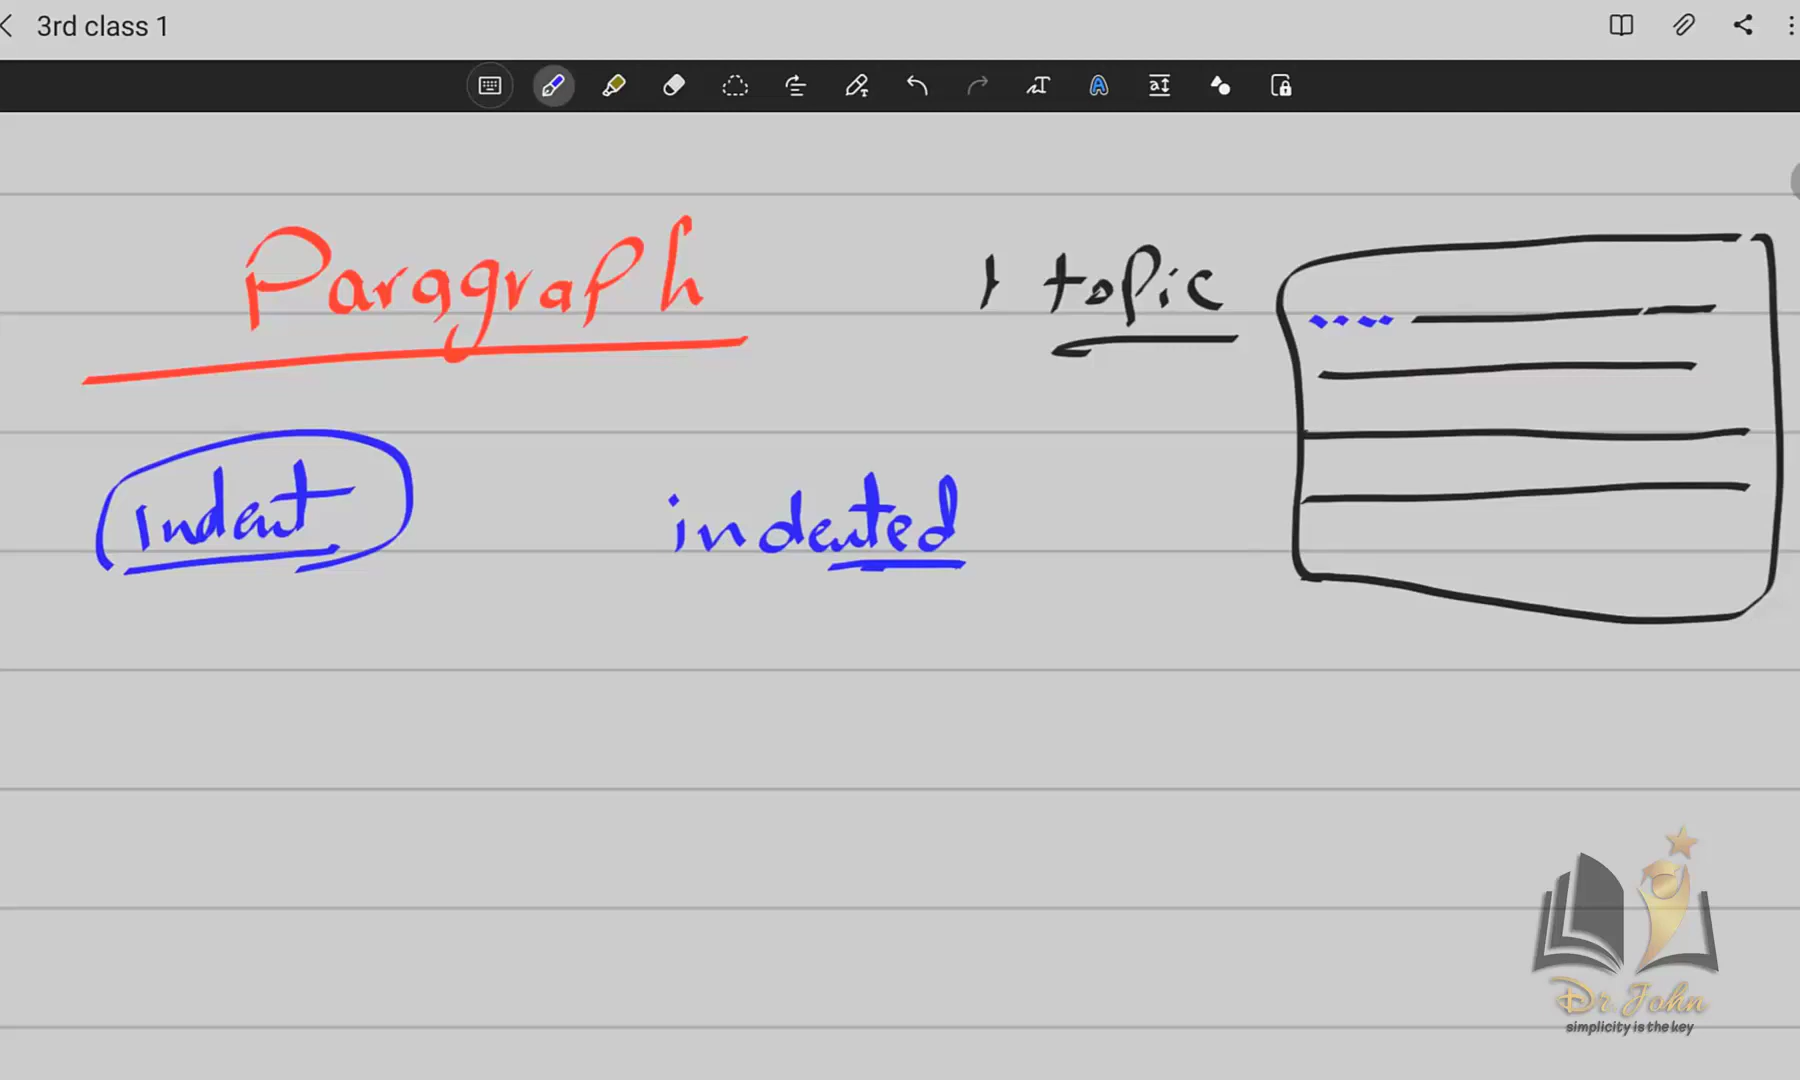 3rd class 1
Paragraph
1 topic
Indent
indented
Dr. John
simplicity is the key